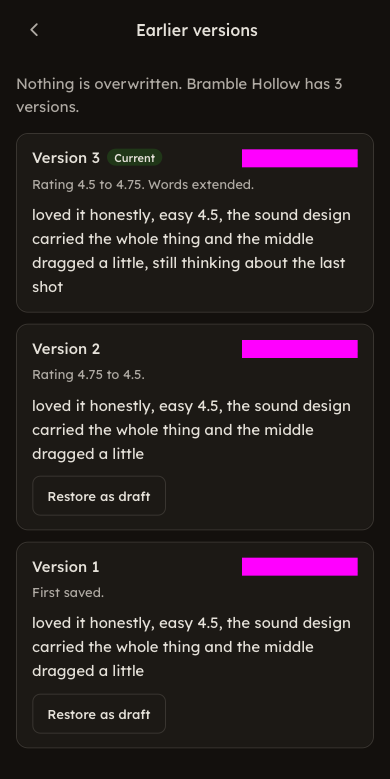 Earlier versions
Nothing is overwritten. Bramble Hollow has 3
versions.
Version 3 Current
Rating 4.5 to 4.75. Words extended.
loved it honestly, easy 4.5, the sound design
carried the whole thing and the middle
dragged a little, still thinking about the last
shot
Version 2
Rating 4.75 to 4.5.
loved it honestly, easy 4.5, the sound design
carried the whole thing and the middle
dragged a little
Restore as draft
Version 1
First saved.
loved it honestly, easy 4.5, the sound design
carried the whole thing and the middle
dragged a little
Restore as draft